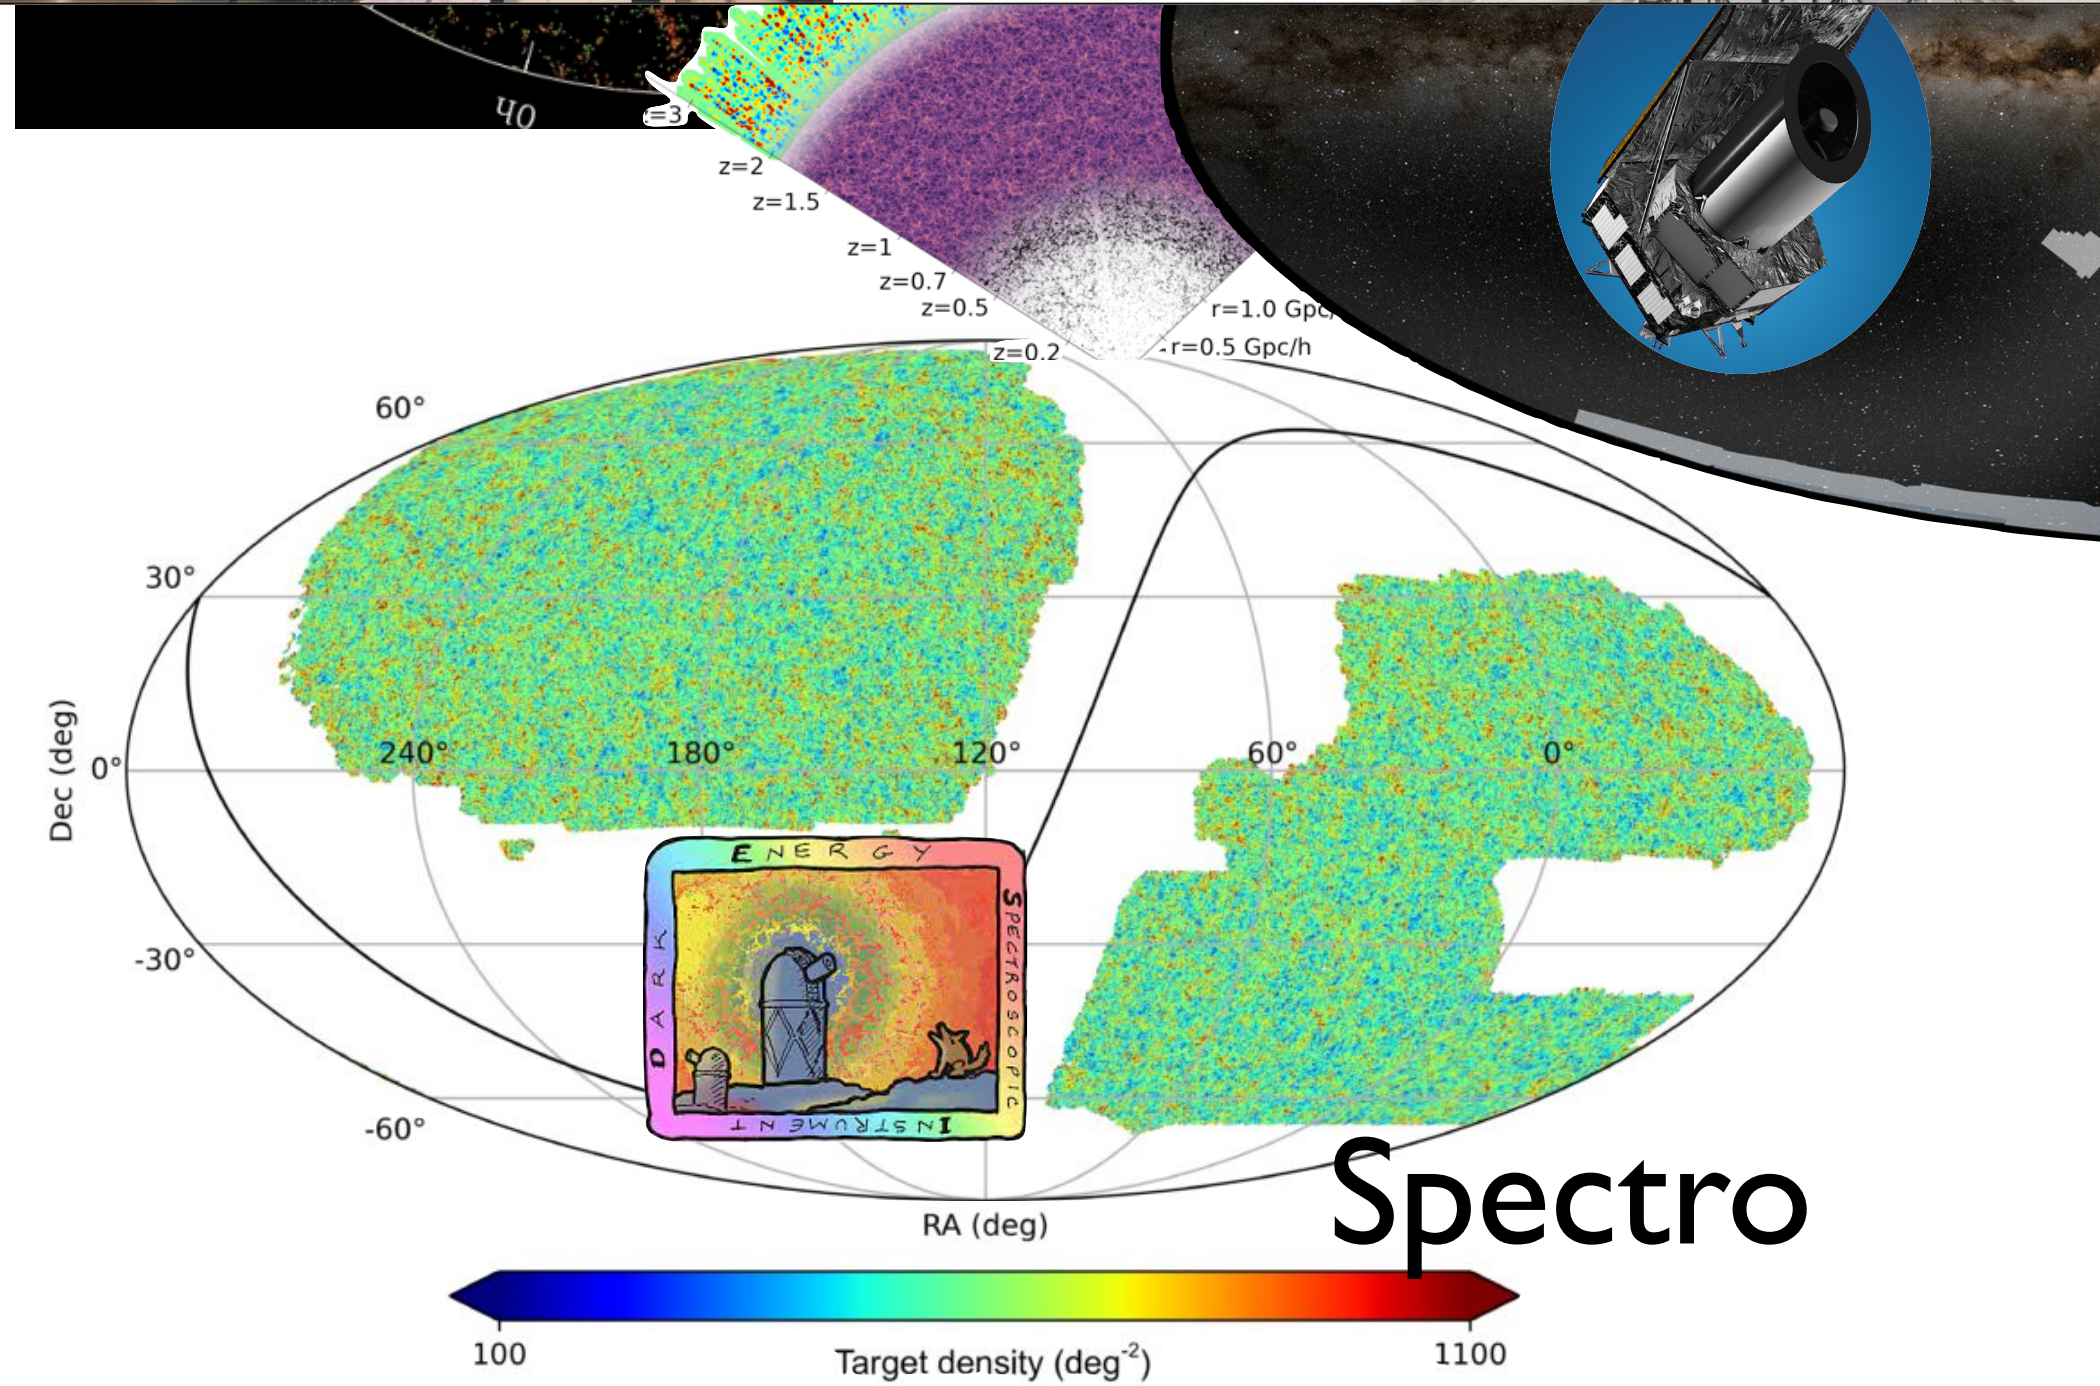 0h
=3
z=2
z=1.5
z=1
z=0.7
z=0.5
z=0.2
r=1.0 Gpc/
r=0.5 Gpc/h
60°
30°
0°
-30°
-60°
Dec (deg)
240°
180°
120°
60°
0°
DARK
ENERGY
SPECTROSCOPIC
INSTRUMENT
Spectro
RA (deg)
100
Target density (deg⁻²)
1100